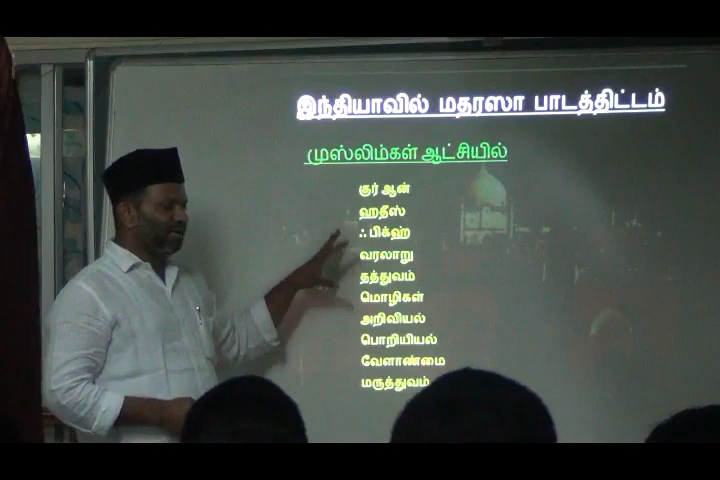 இந்தியாவில் மதரஸா பாடத்திட்டம்
முஸ்லிம்கள் ஆட்சியில்
குர் ஆன்
ஹதீஸ்
ஃபிக்ஹ்
வரலாறு
தத்துவம்
மொழிகள்
அறிவியல்
பொறியியல்
வேளாண்மை
மருத்துவம்